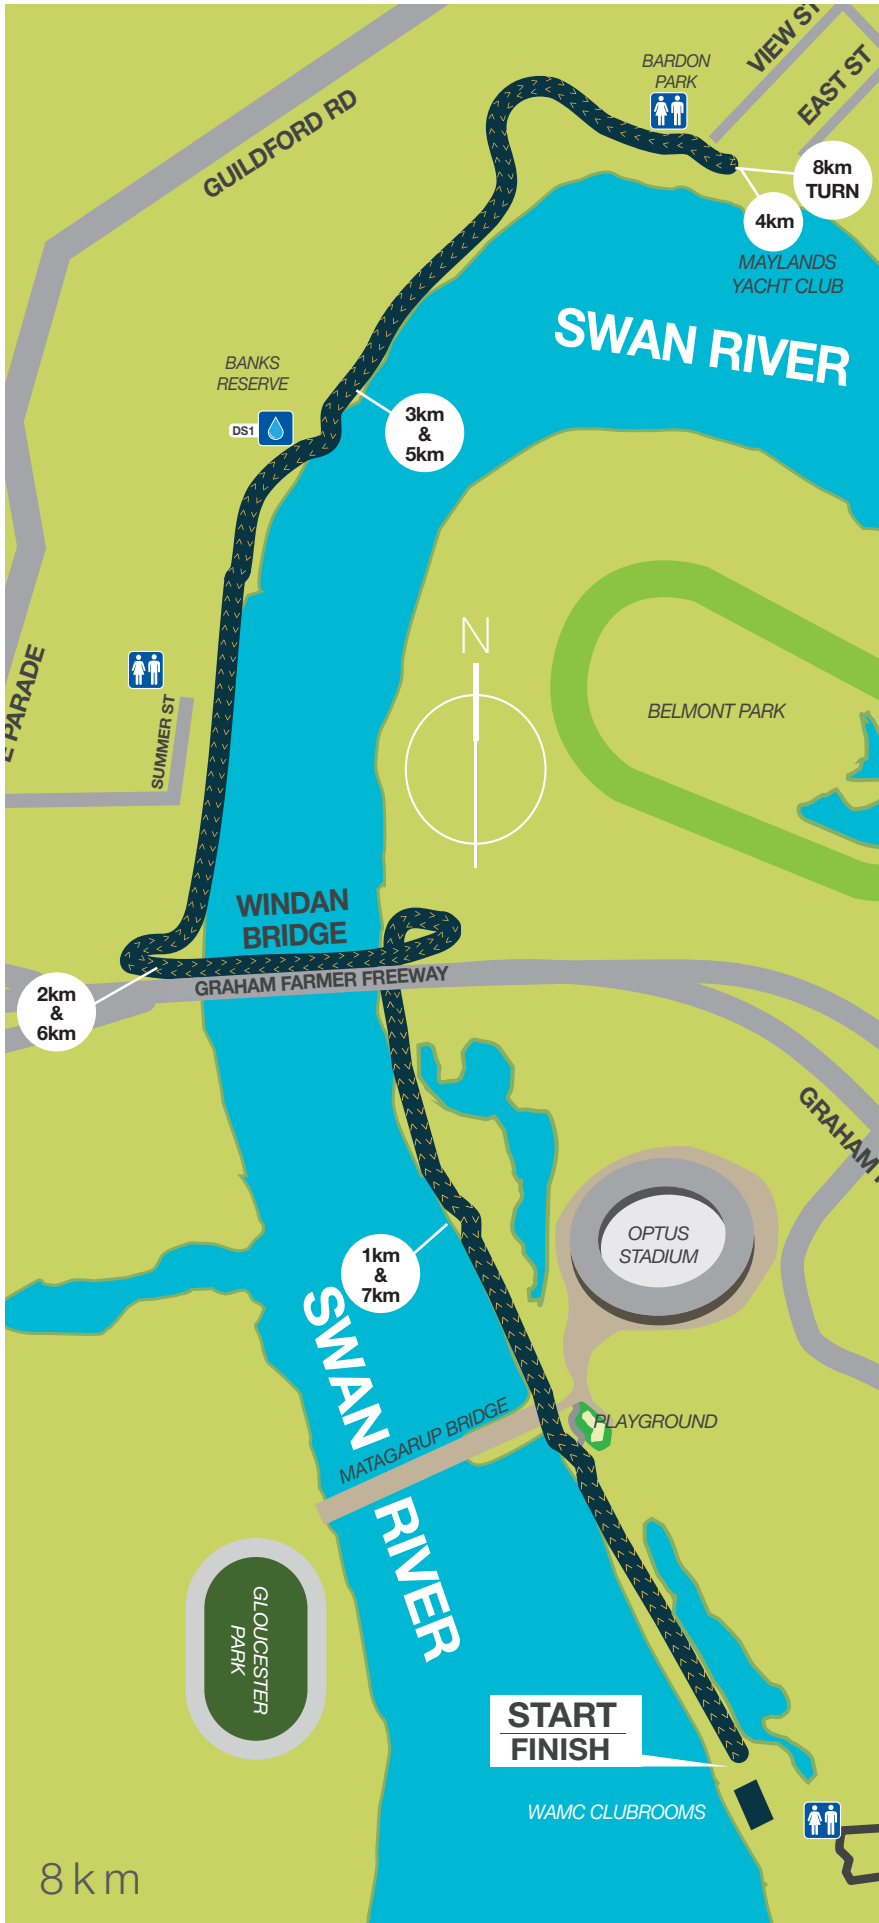 VIEW ST
EAST ST
BARDON
PARK
GUILDFORD RD
8km
TURN
4km
MAYLANDS
YACHT CLUB
SWAN RIVER
BANKS
RESERVE
DS1
3km
&
5km
N
E PARADE
SUMMER ST
BELMONT PARK
WINDAN
BRIDGE
GRAHAM FARMER FREEWAY
2km
&
6km
GRAHAM
OPTUS
STADIUM
1km
&
7km
SWAN
RIVER
MATAGARUP BRIDGE
PLAYGROUND
GLOUCESTER
PARK
START
FINISH
WAMC CLUBROOMS
8km